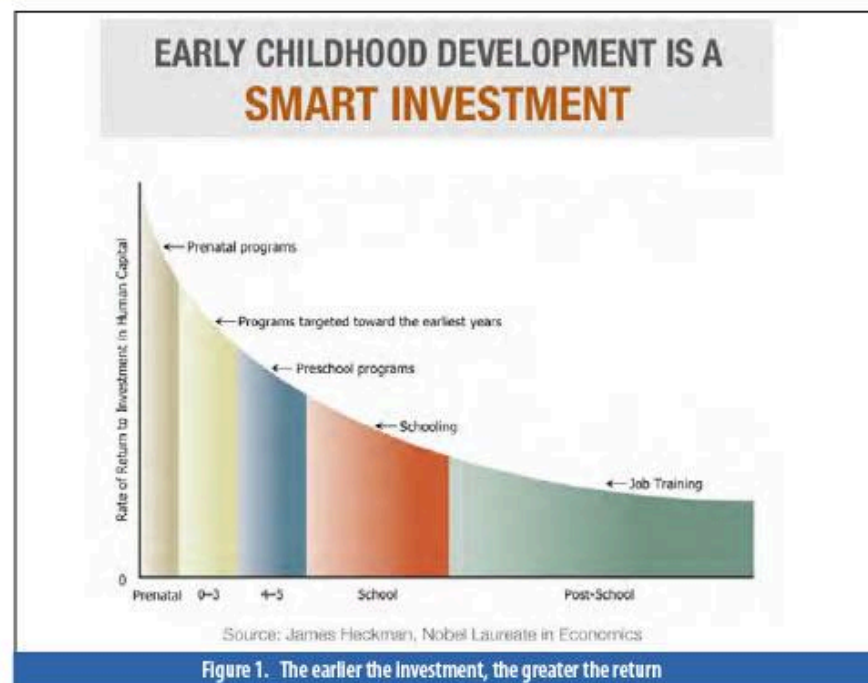 EARLY CHILDHOOD DEVELOPMENT IS A
SMART INVESTMENT
Rate of Return to Investment in Human Capital
←Prenatal programs
←Programs targeted toward the earliest years
←Preschool programs
←Schooling
←Job Training
0
Prenatal 0-3 4-5 School Post-School
Source: James Heckman, Nobel Laureate in Economics
Figure 1. The earlier the investment, the greater the return